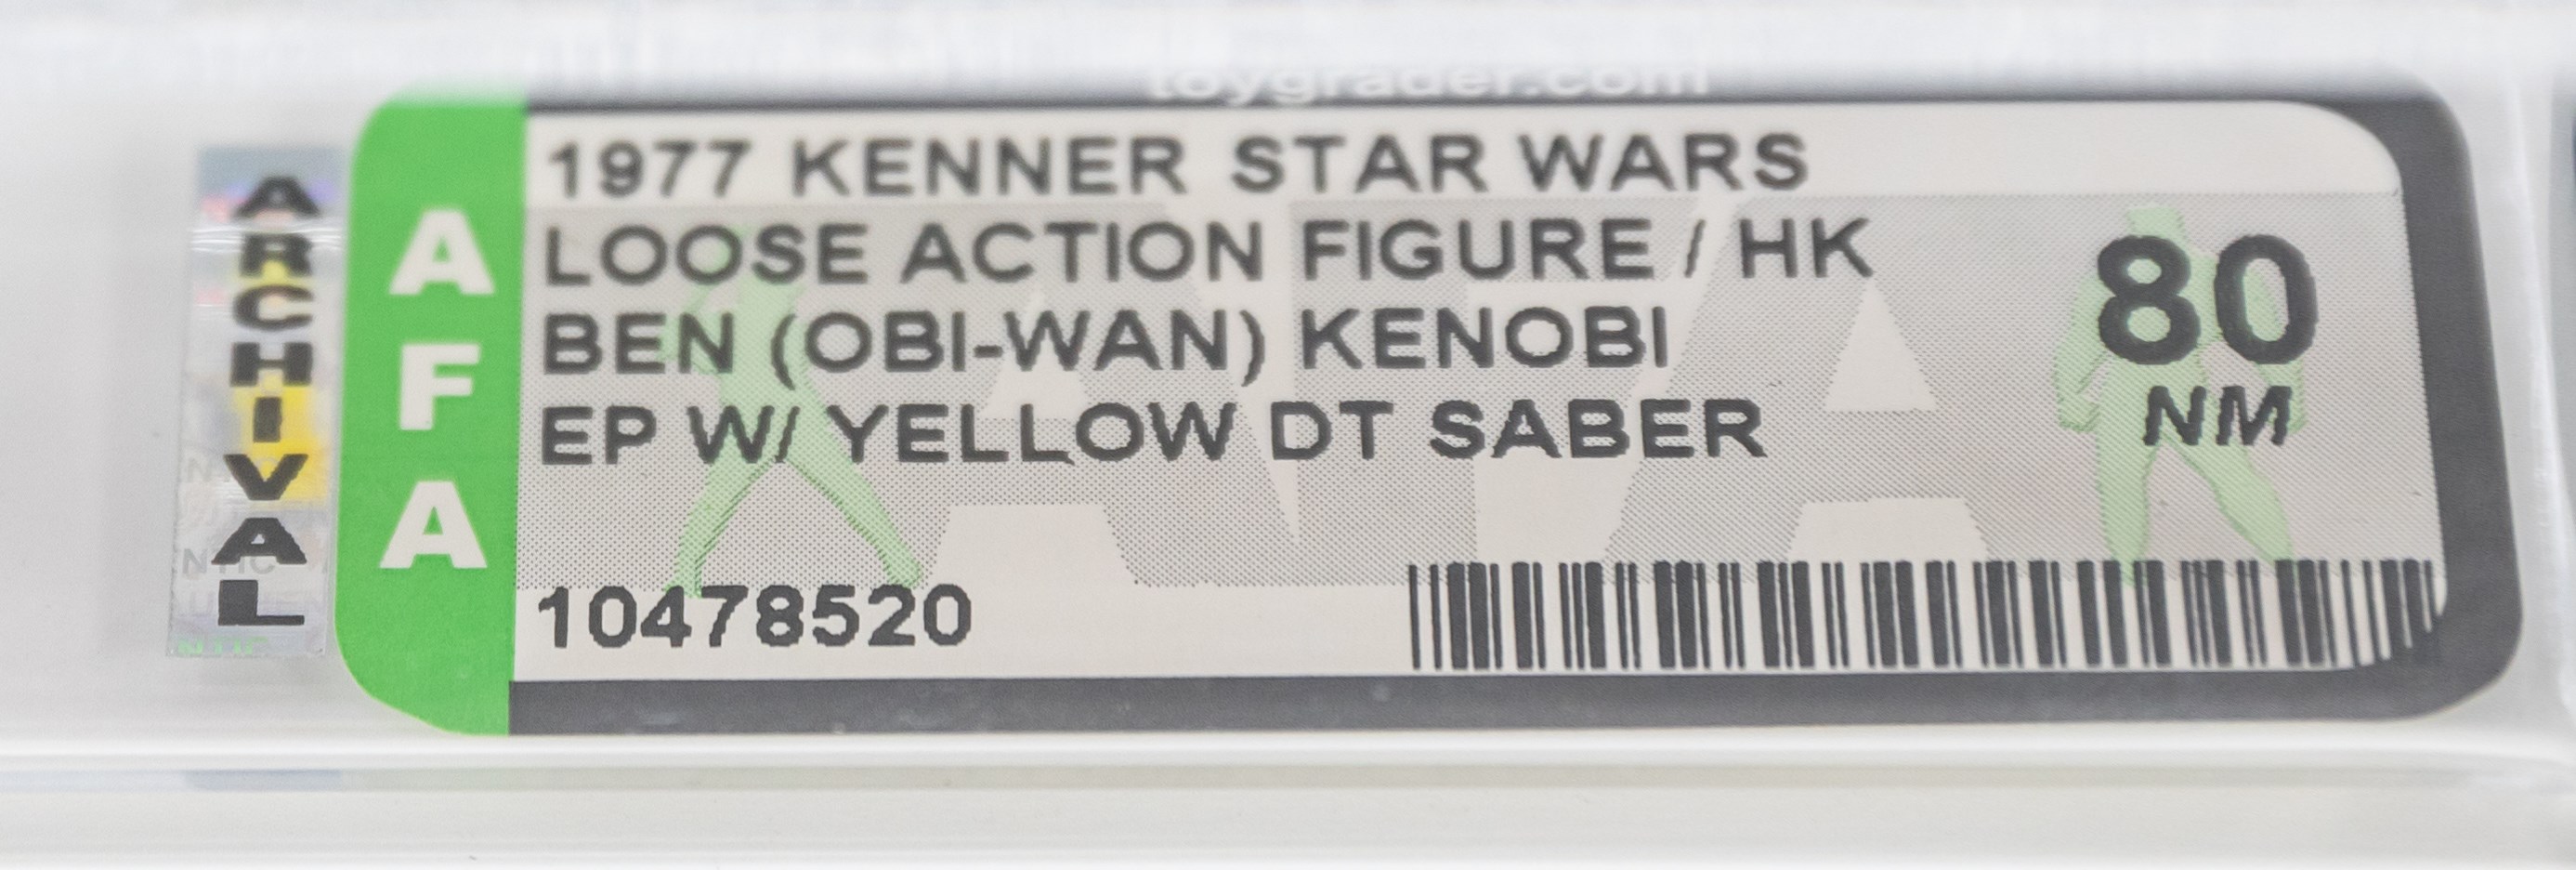 toygrader.com
ARCHIVAL
AFA
1977 KENNER STAR WARS
LOOSE ACTION FIGURE / HK
BEN (OBI-WAN) KENOBI
EP W/ YELLOW DT SABER
80
NM
10478520